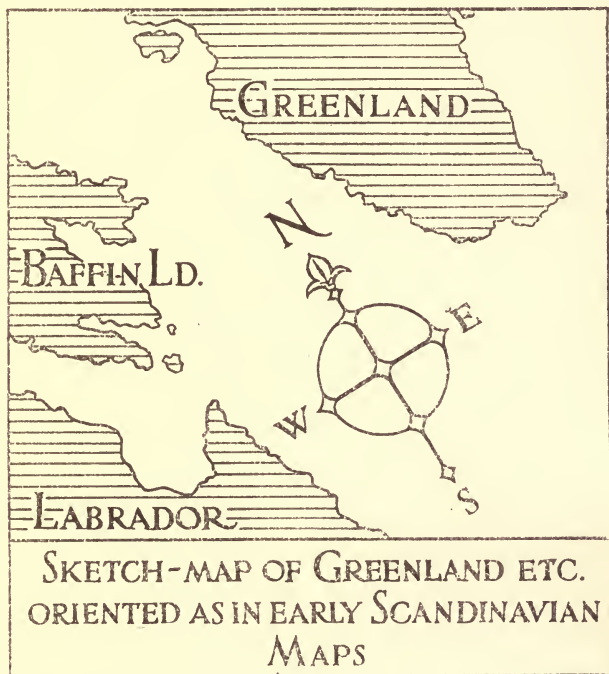 GREENLAND
N
BAFFIN LD.
E
W
S
LABRADOR
SKETCH-MAP OF GREENLAND ETC.
ORIENTED AS IN EARLY SCANDINAVIAN
MAPS